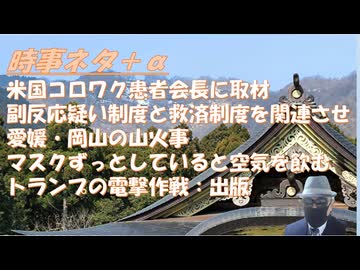 時事ネタ+α
米国コロワク患者会長に取材
副反応疑い制度と救済制度を関連させ
愛媛・岡山の山火事
マスクずっとしていると空気を飲む
トランプの電撃作戦：出版